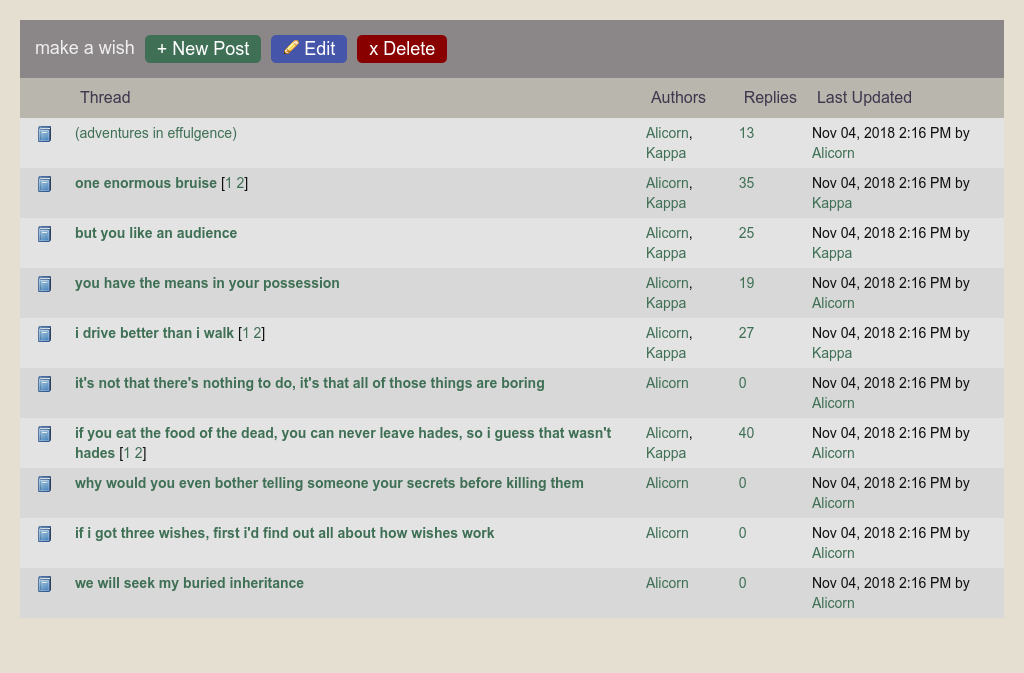 make a wish + New Post Edit x Delete
Thread Authors Replies Last Updated
(adventures in effulgence) Alicorn, 13 Nov 04, 2018 2:16 PM by
Kappa Alicorn
one enormous bruise [1 2] Alicorn, 35 Nov 04, 2018 2:16 PM by
Kappa Kappa
but you like an audience Alicorn, 25 Nov 04, 2018 2:16 PM by
Kappa Kappa
you have the means in your possession Alicorn, 19 Nov 04, 2018 2:16 PM by
Kappa Alicorn
i drive better than i walk [1 2] Alicorn, 27 Nov 04, 2018 2:16 PM by
Kappa Kappa
it's not that there's nothing to do, it's that all of those things are boring Alicorn 0 Nov 04, 2018 2:16 PM by
Alicorn
if you eat the food of the dead, you can never leave hades, so i guess that wasn't Alicorn, 40 Nov 04, 2018 2:16 PM by
hades [1 2] Kappa Alicorn
why would you even bother telling someone your secrets before killing them Alicorn 0 Nov 04, 2018 2:16 PM by
Alicorn
if i got three wishes, first i'd find out all about how wishes work Alicorn 0 Nov 04, 2018 2:16 PM by
Alicorn
we will seek my buried inheritance Alicorn 0 Nov 04, 2018 2:16 PM by
Alicorn